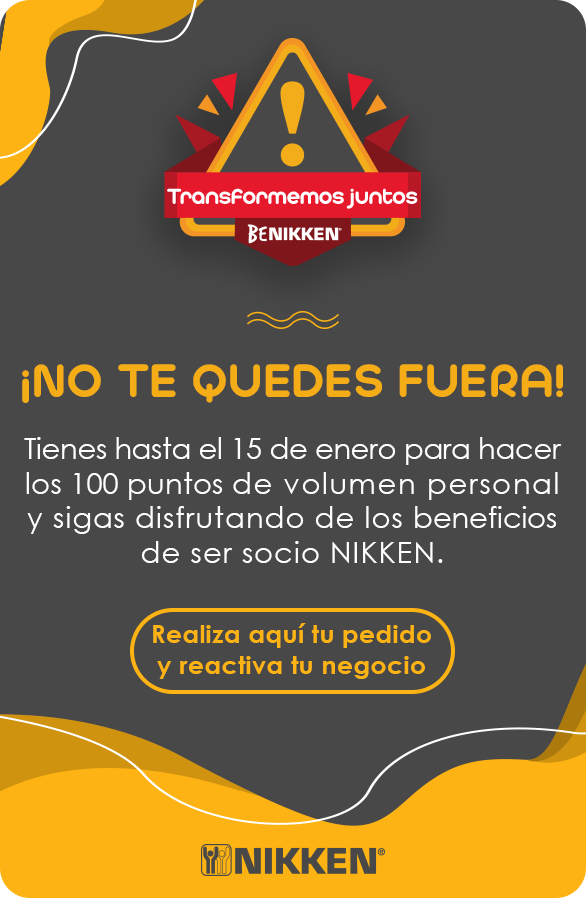 Transformemos juntos
BENIKKEN
¡NO TE QUEDES FUERA!
Tienes hasta el 15 de enero para hacer
los 100 puntos de volumen personal
y sigas disfrutando de los beneficios
de ser socio NIKKEN.
Realiza aquí tu pedido
y reactiva tu negocio
NIKKEN®